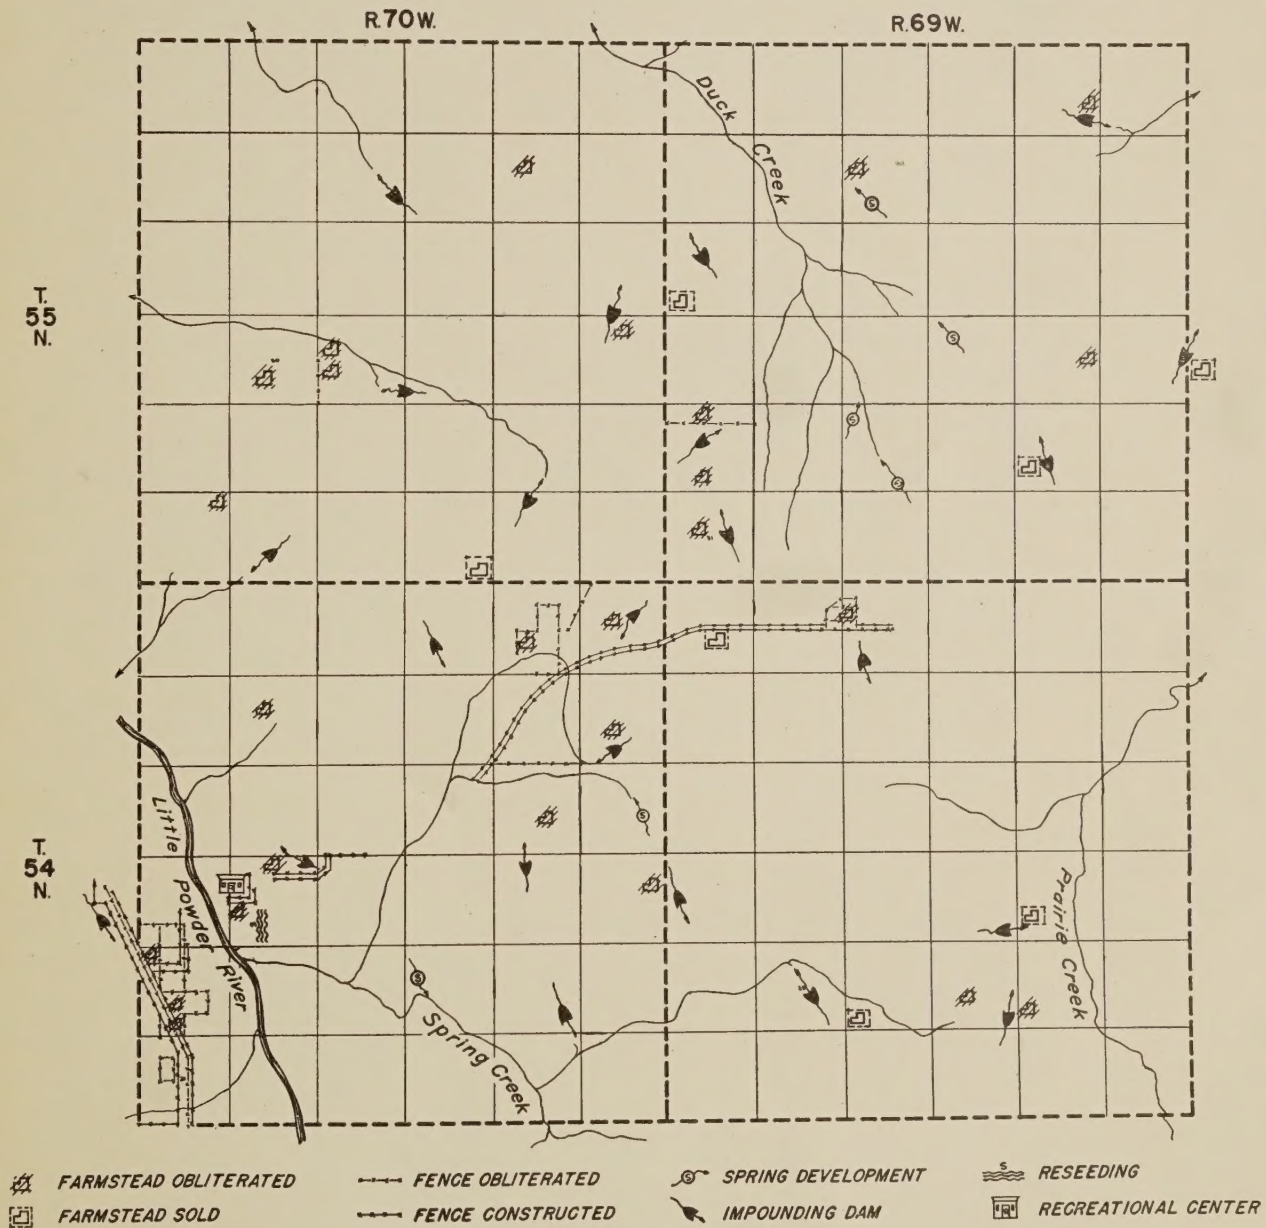 R.70W.
R.69W.
Duck
Creek
T.
55
N.
T.
54
N.
Little
Powder
River
Spring Creek
Prairie Creek
FARMSTEAD OBLITERATED
FENCE OBLITERATED
S
SPRING DEVELOPMENT
S
RESEEDING
FARMSTEAD SOLD
FENCE CONSTRUCTED
IMPOUNDING DAM
R
RECREATIONAL CENTER